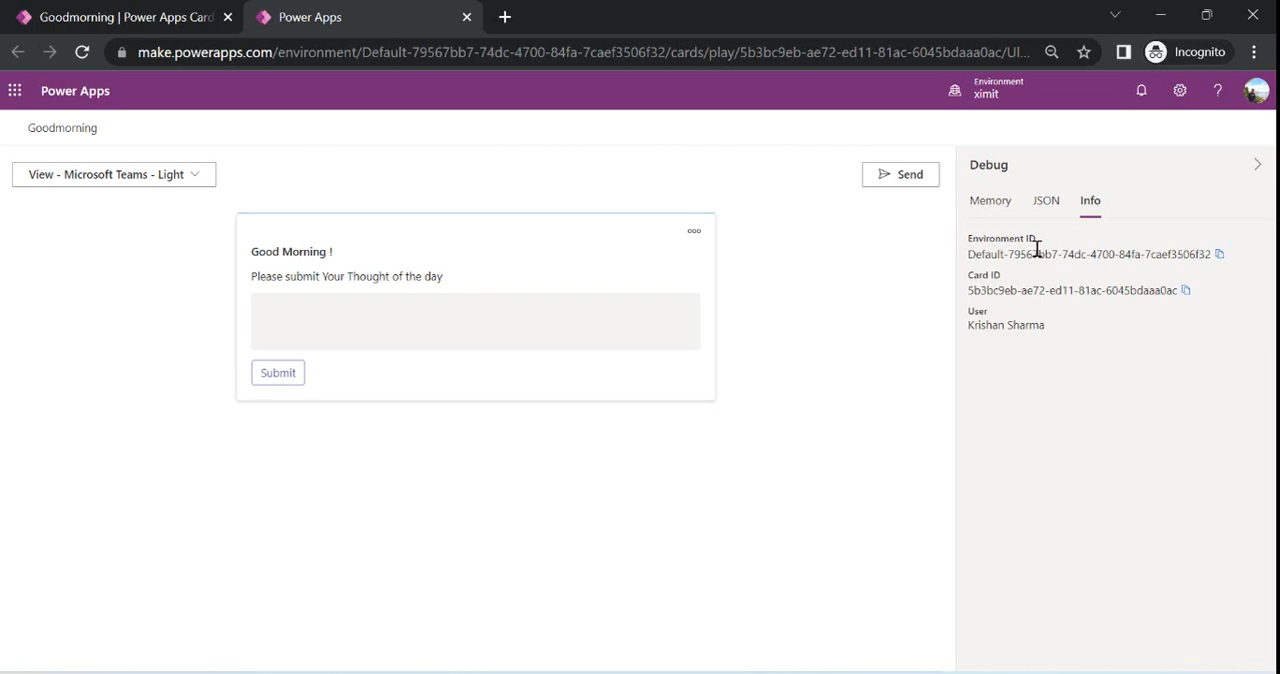 Goodmorning | Power Apps Card
Power Apps
make.powerapps.com/environment/Default-79567bb7-74dc-4700-84fa-7caef3506f32/cards/play/5b3bc9eb-ae72-ed11-81ac-6045bdaaa0ac/Ul...
Incognito
Power Apps
Environment
ximit
Goodmorning
View - Microsoft Teams - Light
Send
Debug
Memory JSON Info
Good Morning !
Please submit Your Thought of the day
Submit
Environment ID
Default-79567bb7-74dc-4700-84fa-7caef3506f32
Card ID
5b3bc9eb-ae72-ed11-81ac-6045bdaaa0ac
User
Krishan Sharma